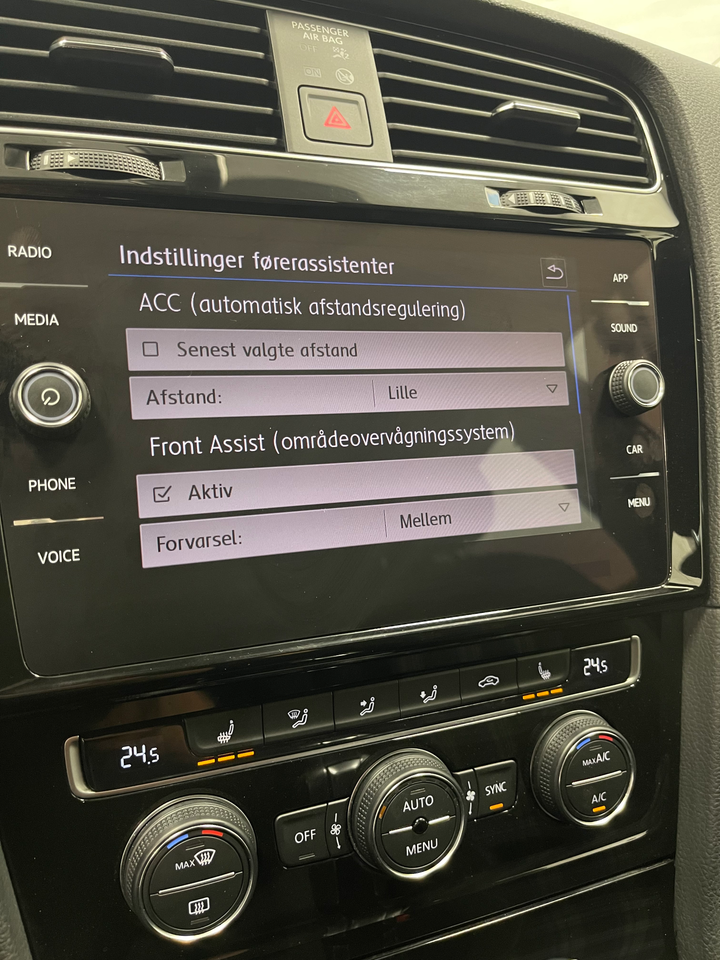 PASSENGER
AIR BAG
OFF
RADIO
Indstillinger førerassistenter
APP
ACC (automatisk afstandsregulering)
MEDIA
SOUND
Senest valgte afstand
Afstand: Lille
Front Assist (områdeovervågningssystem)
CAR
PHONE
Aktiv
MENU
Forvarsel: Mellem
VOICE
24.5
24.5
OFF
AUTO
MENU
SYNC
MAX A/C
A/C
MAX